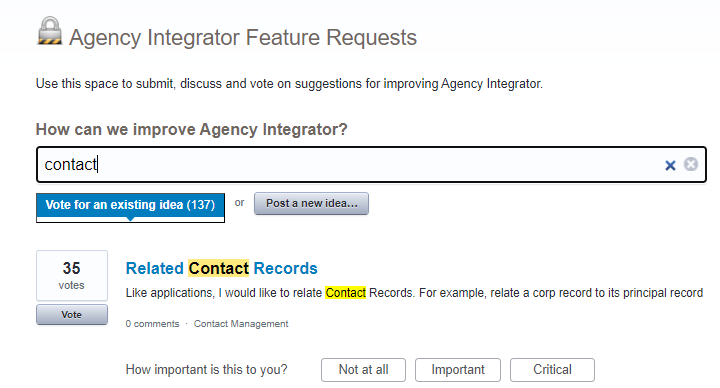 Agency Integrator Feature Requests
Use this space to submit, discuss and vote on suggestions for improving Agency Integrator.
How can we improve Agency Integrator?
contact
Vote for an existing idea (137) or Post a new idea...
35
votes
Vote
Related Contact Records
Like applications, I would like to relate Contact Records. For example, relate a corp record to its principal record
0 comments · Contact Management
How important is this to you? Not at all Important Critical